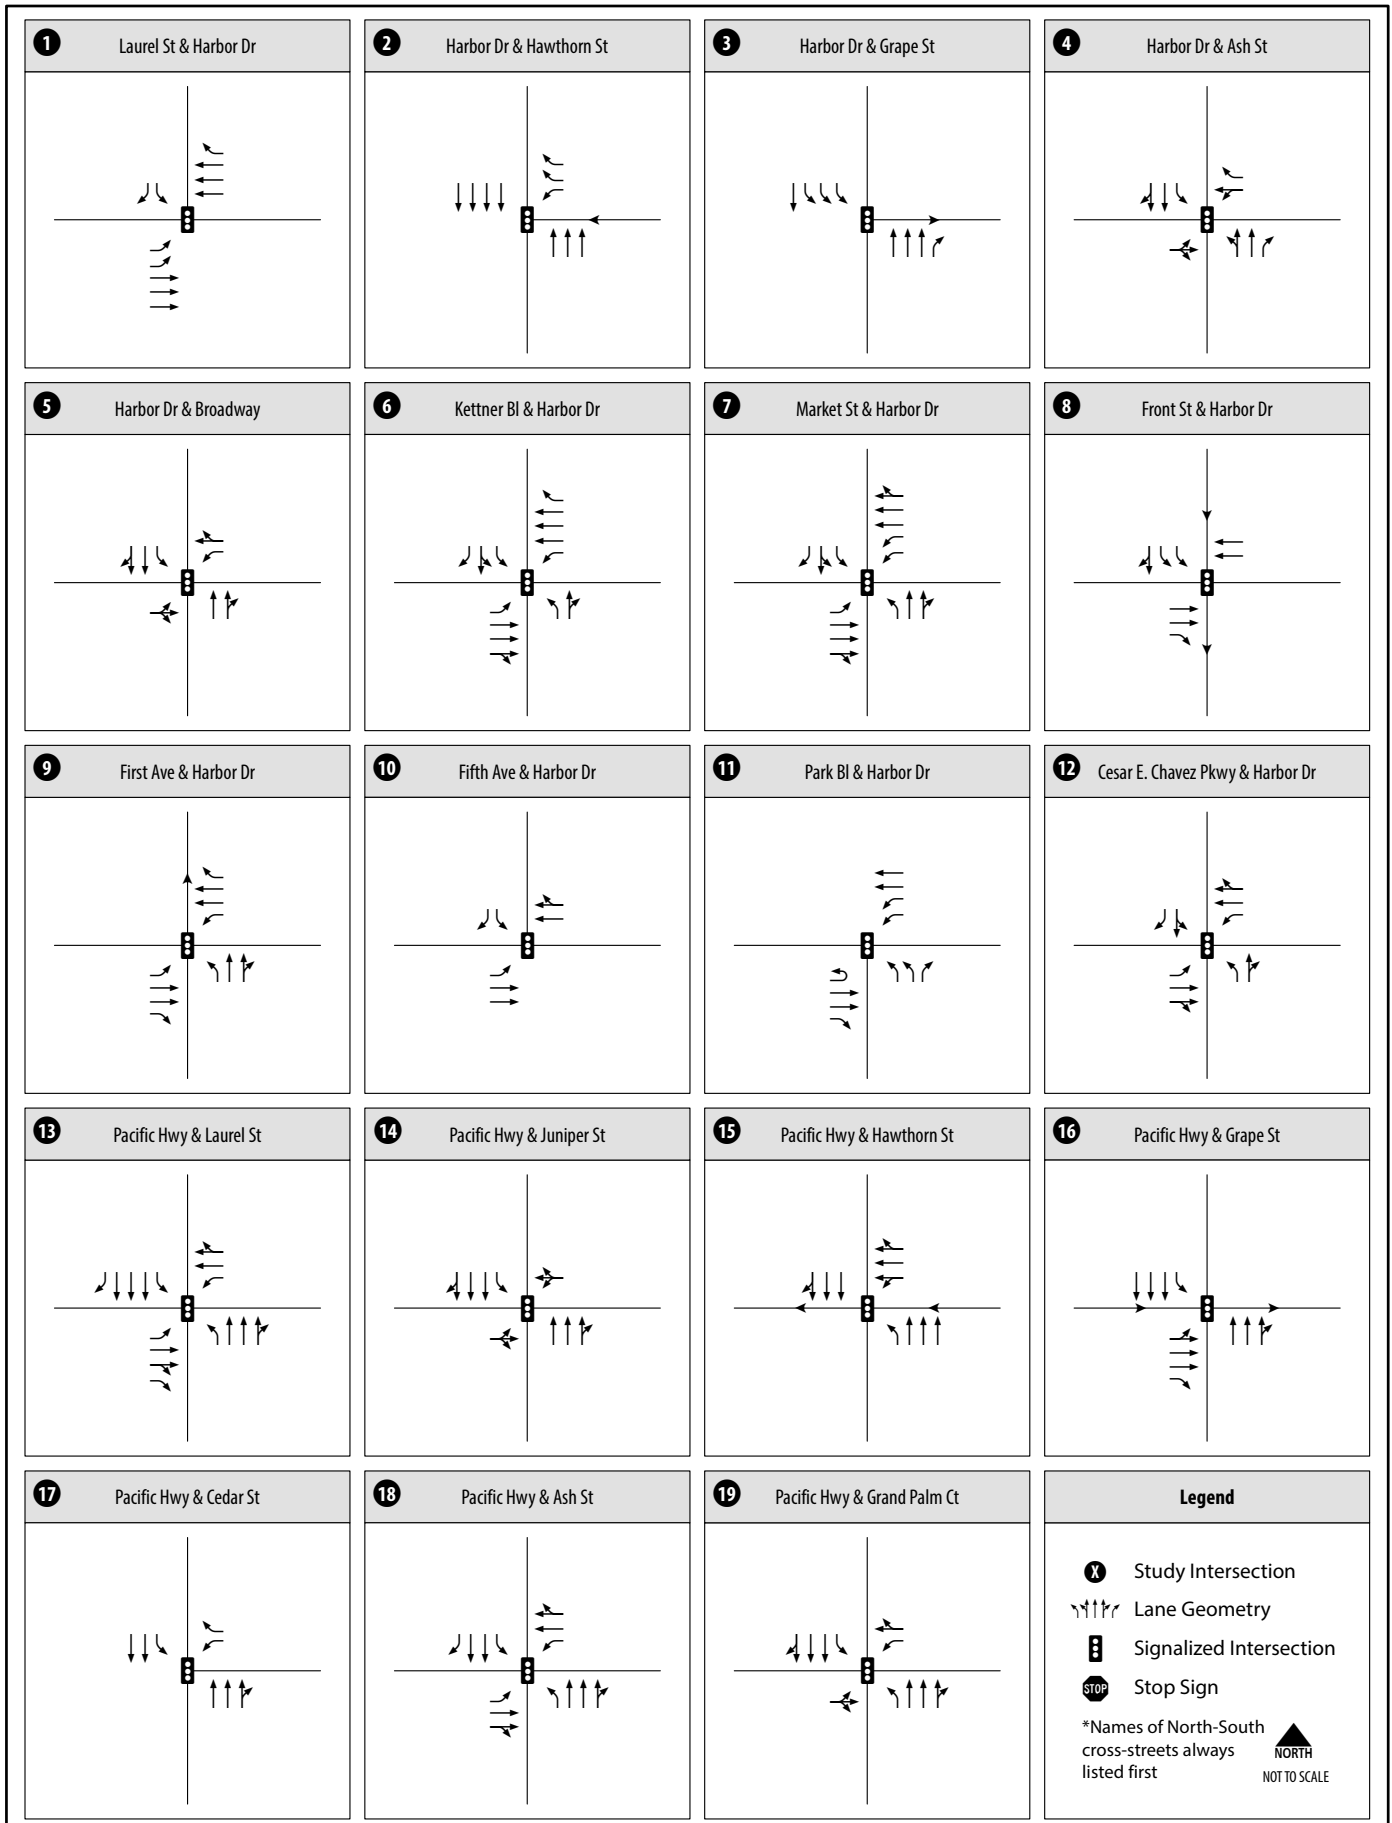 1 Laurel St & Harbor Dr
2 Harbor Dr & Hawthorn St
3 Harbor Dr & Grape St
4 Harbor Dr & Ash St
5 Harbor Dr & Broadway
6 Kettner Bl & Harbor Dr
7 Market St & Harbor Dr
8 Front St & Harbor Dr
9 First Ave & Harbor Dr
10 Fifth Ave & Harbor Dr
11 Park Bl & Harbor Dr
12 Cesar E. Chavez Pkwy & Harbor Dr
13 Pacific Hwy & Laurel St
14 Pacific Hwy & Juniper St
15 Pacific Hwy & Hawthorn St
16 Pacific Hwy & Grape St
17 Pacific Hwy & Cedar St
18 Pacific Hwy & Ash St
19 Pacific Hwy & Grand Palm Ct
Legend
X Study Intersection
Lane Geometry
Signalized Intersection
STOP Stop Sign
*Names of North-South
cross-streets always
listed first
NORTH
NOT TO SCALE